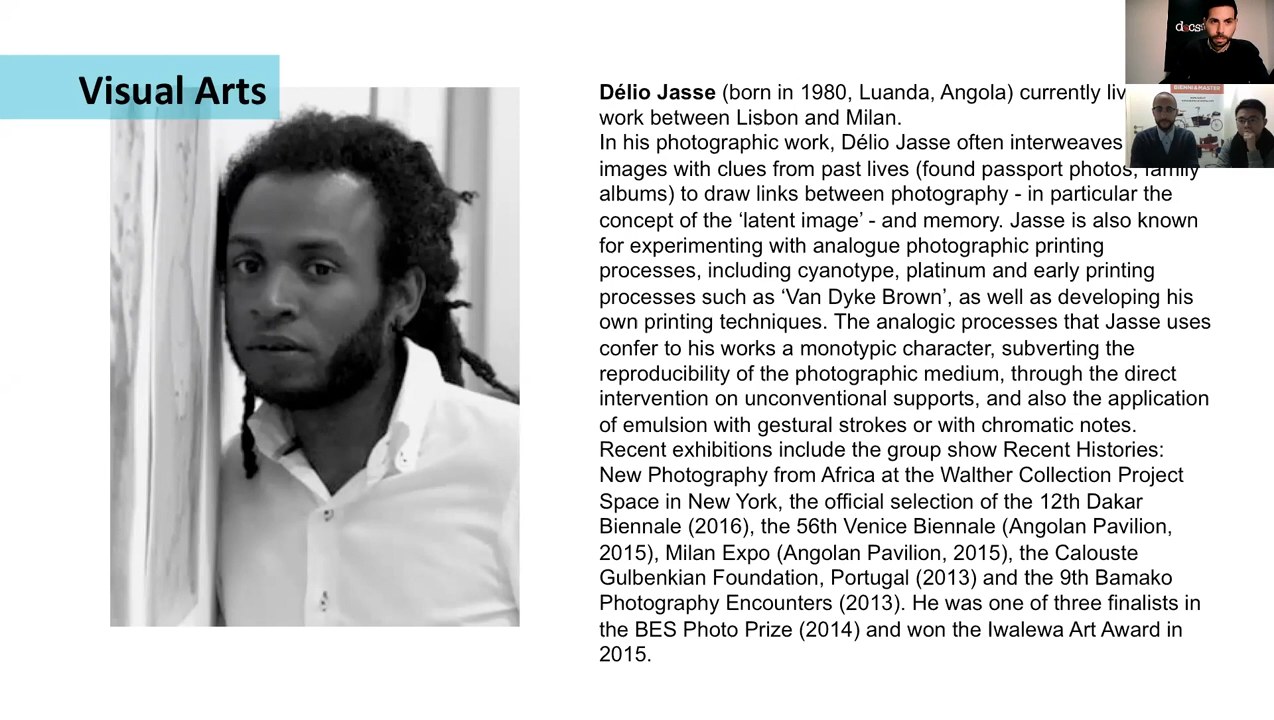 Visual Arts
Délio Jasse (born in 1980, Luanda, Angola) currently
work between Lisbon and Milan.
In his photographic work, Délio Jasse often interweaves
images with clues from past lives (found passport photos, family
albums) to draw links between photography - in particular the
concept of the ‘latent image’ - and memory. Jasse is also known
for experimenting with analogue photographic printing
processes, including cyanotype, platinum and early printing
processes such as ‘Van Dyke Brown’, as well as developing his
own printing techniques. The analogic processes that Jasse uses
confer to his works a monotypic character, subverting the
reproducibility of the photographic medium, through the direct
intervention on unconventional supports, and also the application
of emulsion with gestural strokes or with chromatic notes.
Recent exhibitions include the group show Recent Histories:
New Photography from Africa at the Walther Collection Project
Space in New York, the official selection of the 12th Dakar
Biennale (2016), the 56th Venice Biennale (Angolan Pavilion,
2015), Milan Expo (Angolan Pavilion, 2015), the Calouste
Gulbenkian Foundation, Portugal (2013) and the 9th Bamako
Photography Encounters (2013). He was one of three finalists in
the BES Photo Prize (2014) and won the Iwalewa Art Award in
2015.
docs